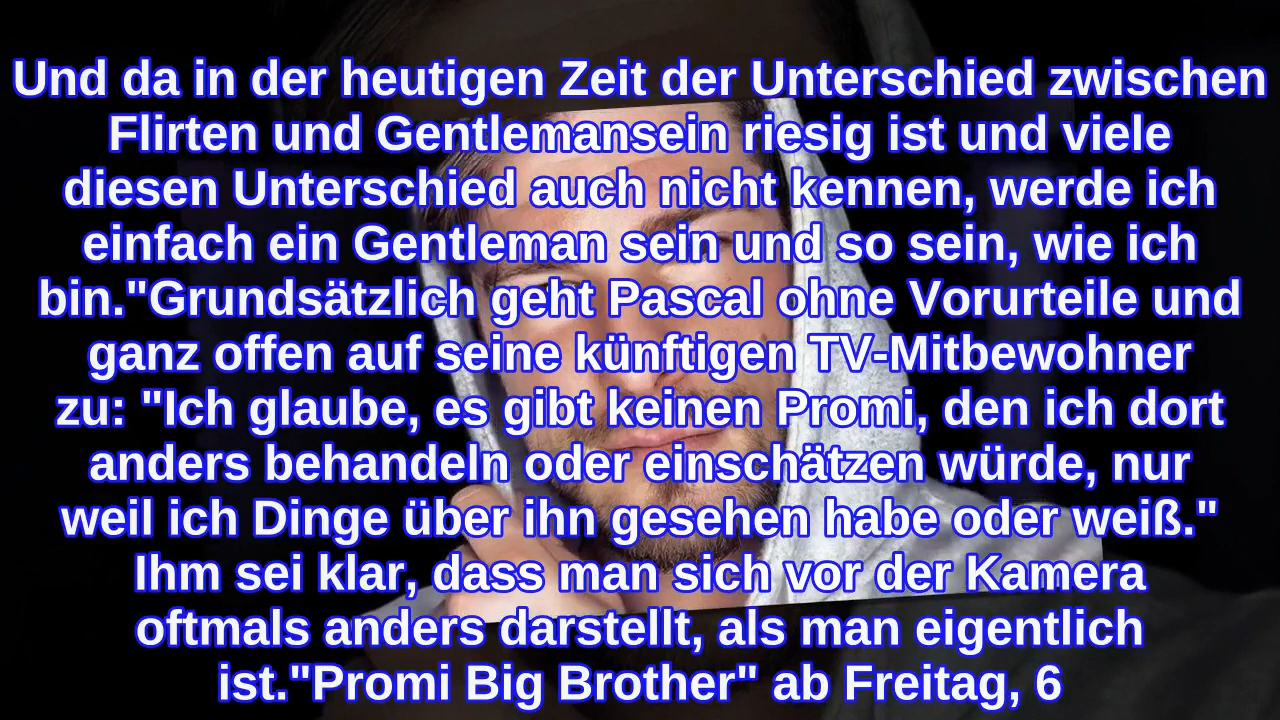 Und da in der heutigen Zeit der Unterschied zwischen
Flirten und Gentlemansein riesig ist und viele
diesen Unterschied auch nicht kennen, werde ich
einfach ein Gentleman sein und so sein, wie ich
bin."Grundsätzlich geht Pascal ohne Vorurteile und
ganz offen auf seine künftigen TV-Mitbewohner
zu: "Ich glaube, es gibt keinen Promi, den ich dort
anders behandeln oder einschätzen würde, nur
weil ich Dinge über ihn gesehen habe oder weiß."
Ihm sei klar, dass man sich vor der Kamera
oftmals anders darstellt, als man eigentlich
ist."Promi Big Brother" ab Freitag, 6